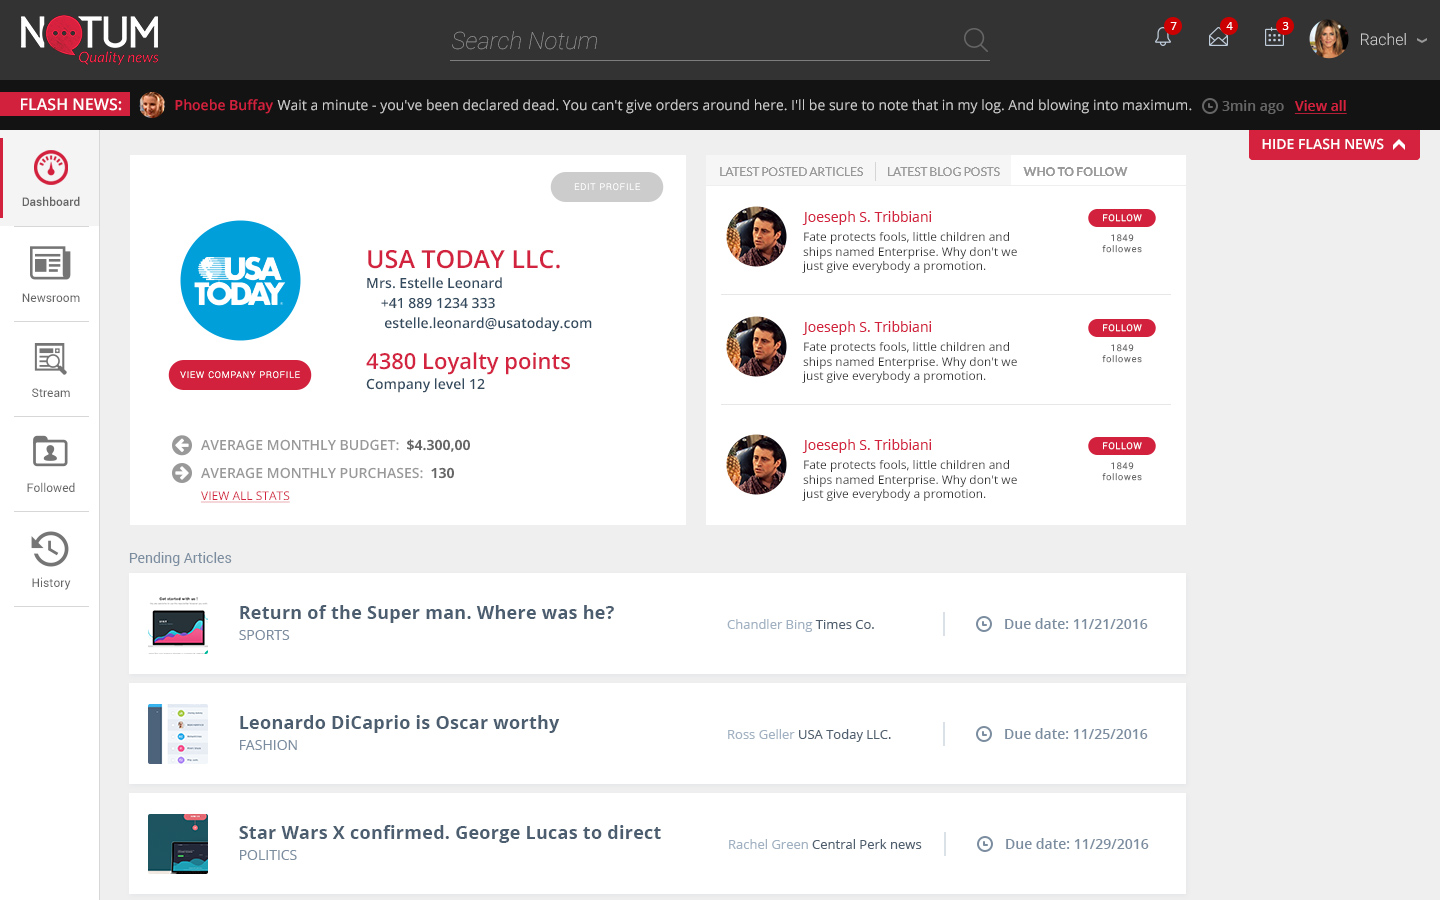 NOTUM
Quality news
Search Notum
7
4
3
Rachel
FLASH NEWS:
Phoebe Buffay Wait a minute - you've been declared dead. You can't give orders around here. I'll be sure to note that in my log. And blowing into maximum.
3min ago
View all
HIDE FLASH NEWS
Dashboard
Newsroom
Stream
Followed
History
EDIT PROFILE
USA
TODAY
VIEW COMPANY PROFILE
USA TODAY LLC.
Mrs. Estelle Leonard
+41 889 1234 333
estelle.leonard@usatoday.com
4380 Loyalty points
Company level 12
AVERAGE MONTHLY BUDGET: $4.300,00
AVERAGE MONTHLY PURCHASES: 130
VIEW ALL STATS
LATEST POSTED ARTICLES
LATEST BLOG POSTS
WHO TO FOLLOW
Joeseph S. Tribbiani
Fate protects fools, little children and
ships named Enterprise. Why don't we
just give everybody a promotion.
FOLLOW
1849
followes
Joeseph S. Tribbiani
Fate protects fools, little children and
ships named Enterprise. Why don't we
just give everybody a promotion.
FOLLOW
1849
followes
Joeseph S. Tribbiani
Fate protects fools, little children and
ships named Enterprise. Why don't we
just give everybody a promotion.
FOLLOW
1849
followes
Pending Articles
Get started with us !
Return of the Super man. Where was he?
SPORTS
Chandler Bing Times Co.
Due date: 11/21/2016
Leonardo DiCaprio is Oscar worthy
FASHION
Ross Geller USA Today LLC.
Due date: 11/25/2016
Star Wars X confirmed. George Lucas to direct
POLITICS
Rachel Green Central Perk news
Due date: 11/29/2016